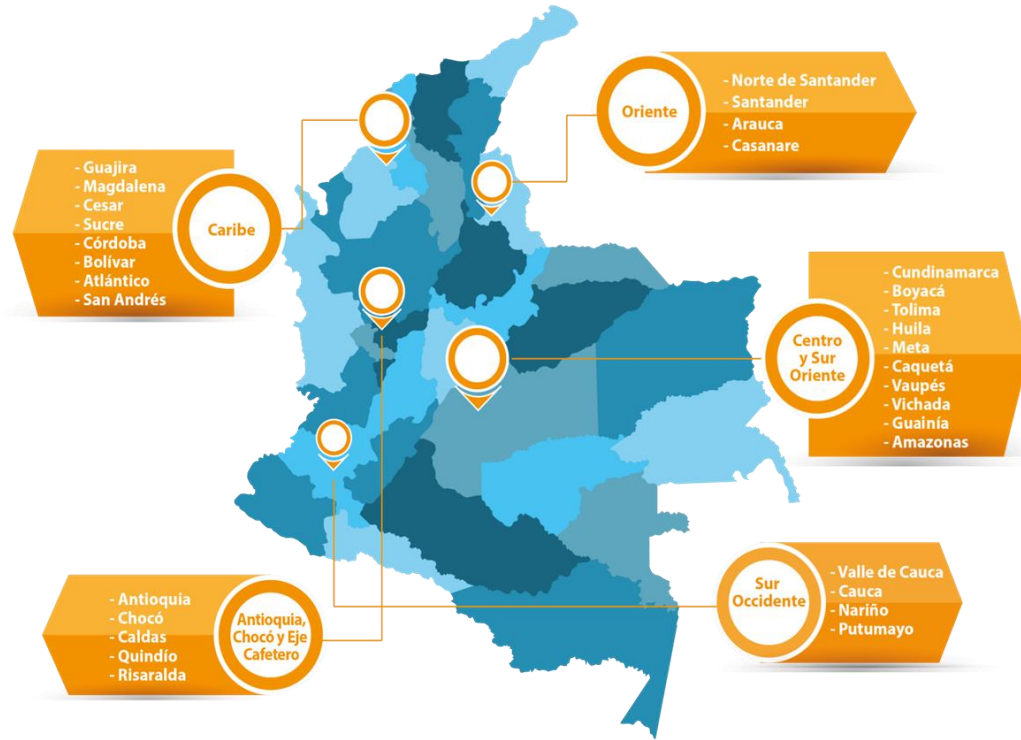 Oriente
- Norte de Santander
- Santander
- Arauca
- Casanare
- Guajira
- Magdalena
- Cesar
- Sucre
- Córdoba
- Bolívar
- Atlántico
- San Andrés
Caribe
Centro
y Sur
Oriente
- Cundinamarca
- Boyacá
- Tolima
- Huila
- Meta
- Caquetá
- Vaupés
- Vichada
- Guainía
- Amazonas
- Antioquia
- Chocó
- Caldas
- Quindío
- Risaralda
Antioquia,
Chocó y Eje
Cafetero
Sur
Occidente
- Valle de Cauca
- Cauca
- Nariño
- Putumayo